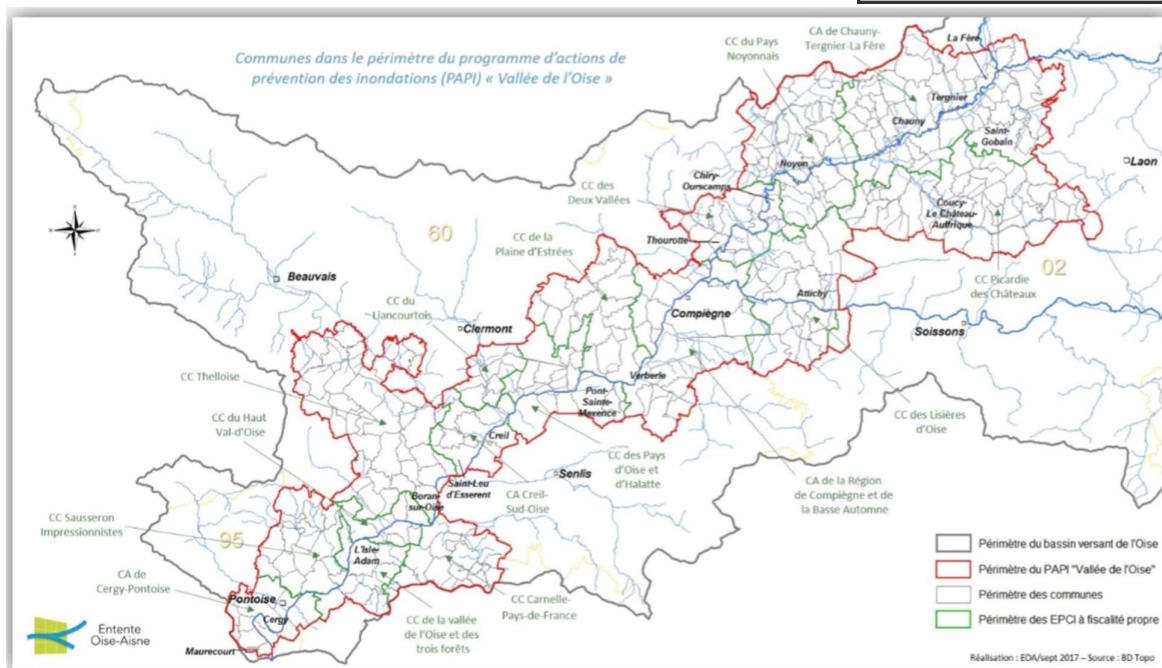 Communes dans le périmètre du programme d'actions de
prévention des inondations (PAPI) « Vallée de l'Oise »
CC du Pays
Noyonnais
CA de Chauny-
Tergnier-La Fère
La Fère
Tergnier
Chauny
Saint-
Gobain
Laon
Noyon
Chiry-
Ourscamps
CC des
Deux Vallées
Coucy-
Le Château-
Auffrique
Thourotte
CC de la
Plaine d'Estrées
60
02
Beauvais
CC Picardie
des Châteaux
Attichy
CC du
Liancourtois
Clermont
Compiègne
Soissons
CC Thelloise
Verberie
Pont-
Sainte-
Maxence
CC des Lisières
d'Oise
CC du Haut
Val-d'Oise
Creil
CC des Pays
d'Oise et
d'Halatte
Senlis
Saint-Leu
d'Esserent
Boran-
sur-Oise
CA Creil-
Sud-Oise
CA de la Région
de Compiègne et de
la Basse Automne
CC Sausseron
Impressionnistes
95
L'Isle-
Adam
CA de
Cergy-Pontoise
Pontoise
Cergy
CC Carnelle-
Pays-de-France
CC de la vallée
de l'Oise et des
trois forêts
Maurecourt
Entente
Oise-Aisne
Périmètre du bassin versant de l'Oise
Périmètre du PAPI "Vallée de l'Oise"
Périmètre des communes
Périmètre des EPCI à fiscalité propre
Réalisation : EOA/sept 2017 – Source : BD Topo